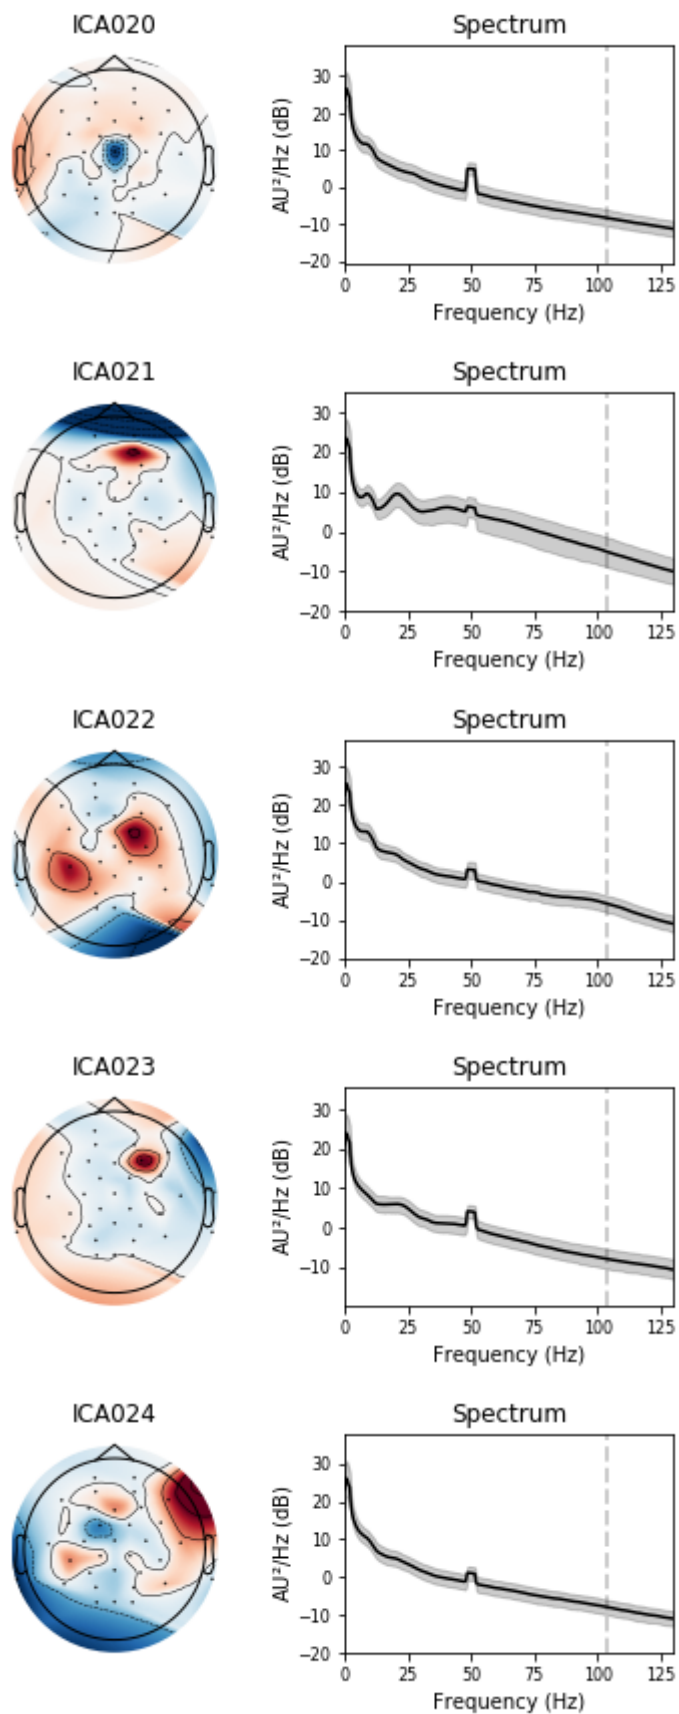 ICA020 Spectrum
30
20
10
0
−10
−20
AU²/Hz (dB)
0 25 50 75 100 125
Frequency (Hz)
ICA021 Spectrum
30
20
10
0
−10
−20
AU²/Hz (dB)
0 25 50 75 100 125
Frequency (Hz)
ICA022 Spectrum
30
20
10
0
−10
−20
AU²/Hz (dB)
0 25 50 75 100 125
Frequency (Hz)
ICA023 Spectrum
30
20
10
0
−10
AU²/Hz (dB)
0 25 50 75 100 125
Frequency (Hz)
ICA024 Spectrum
30
20
10
0
−10
−20
AU²/Hz (dB)
0 25 50 75 100 125
Frequency (Hz)